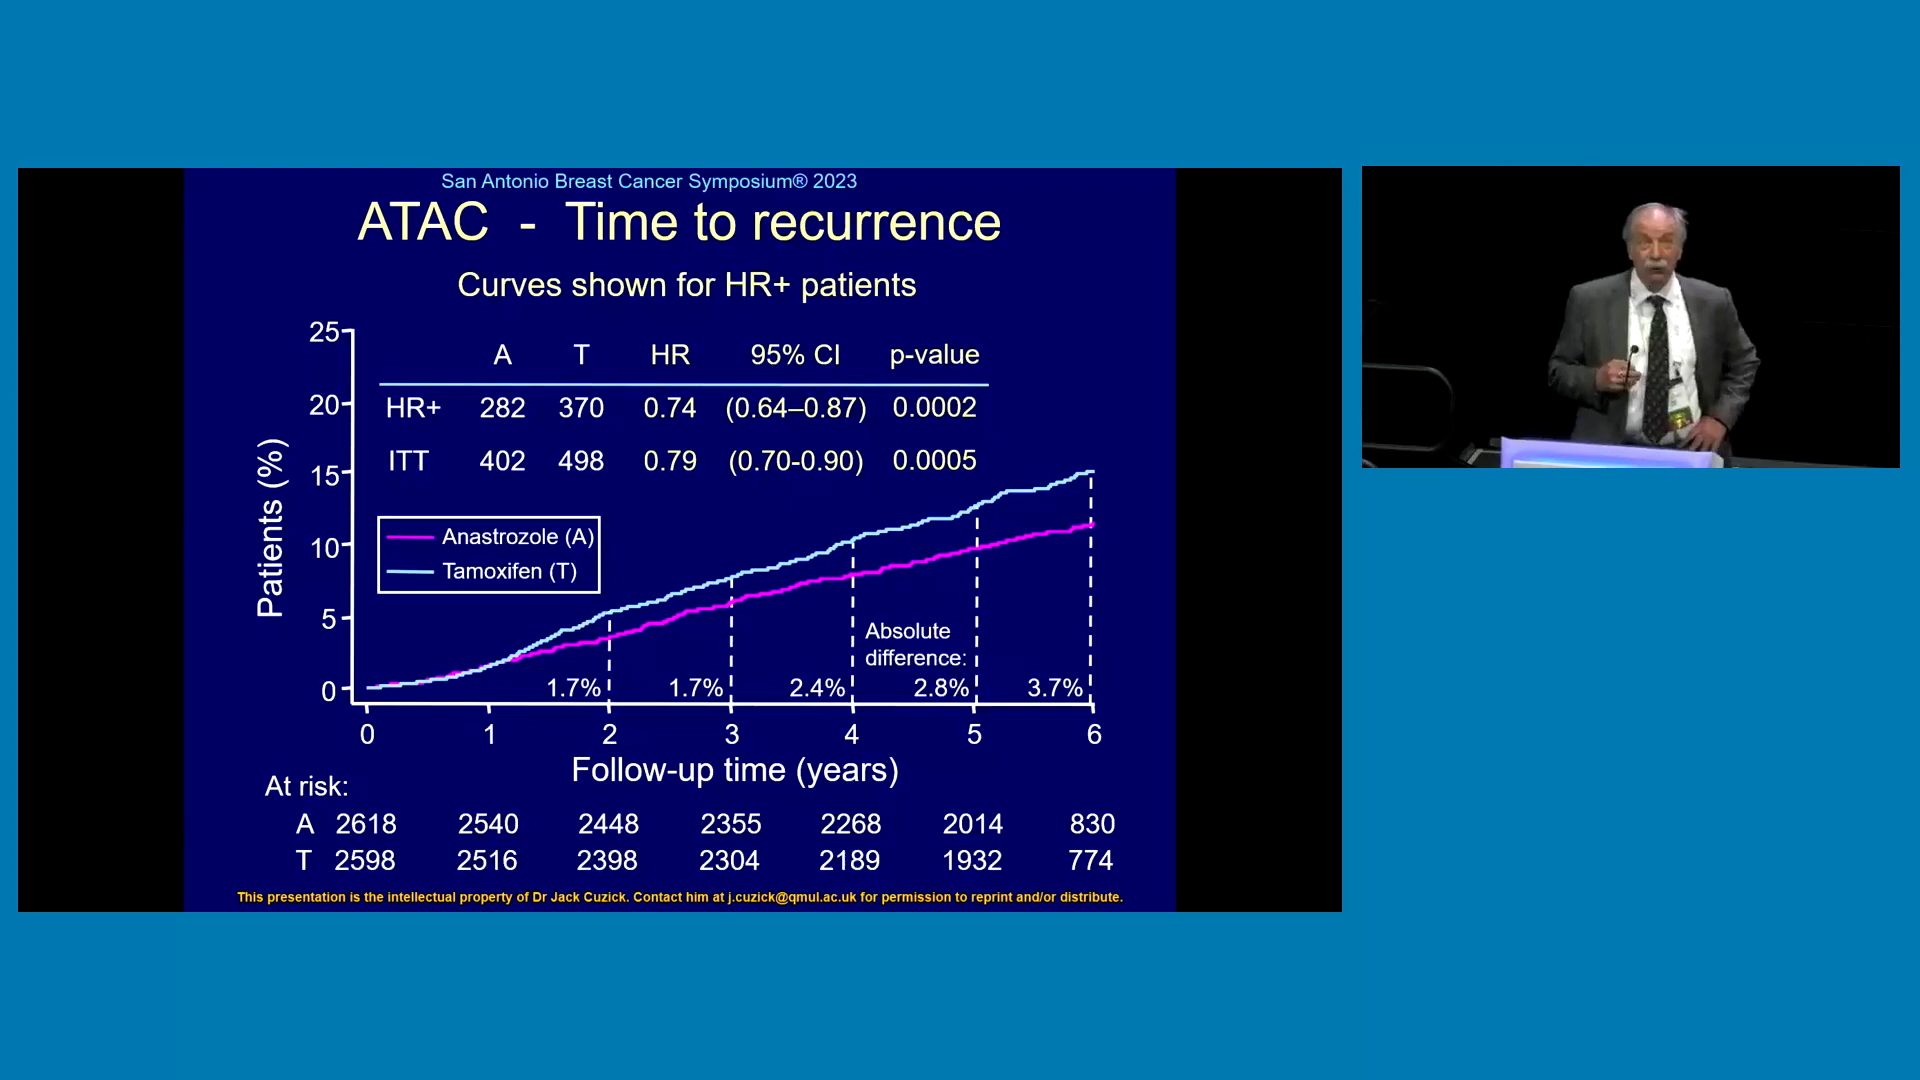 San Antonio Breast Cancer Symposium® 2023
ATAC - Time to recurrence
Curves shown for HR+ patients
25
20
15
10
5
0
Patients (%)
A T HR 95% CI p-value
HR+ 282 370 0.74 (0.64–0.87) 0.0002
ITT 402 498 0.79 (0.70-0.90) 0.0005
Anastrozole (A)
Tamoxifen (T)
Absolute
difference:
1.7% 1.7% 2.4% 2.8% 3.7%
0 1 2 3 4 5 6
Follow-up time (years)
At risk:
A 2618 2540 2448 2355 2268 2014 830
T 2598 2516 2398 2304 2189 1932 774
This presentation is the intellectual property of Dr Jack Cuzick. Contact him at j.cuzick@qmul.ac.uk for permission to reprint and/or distribute.